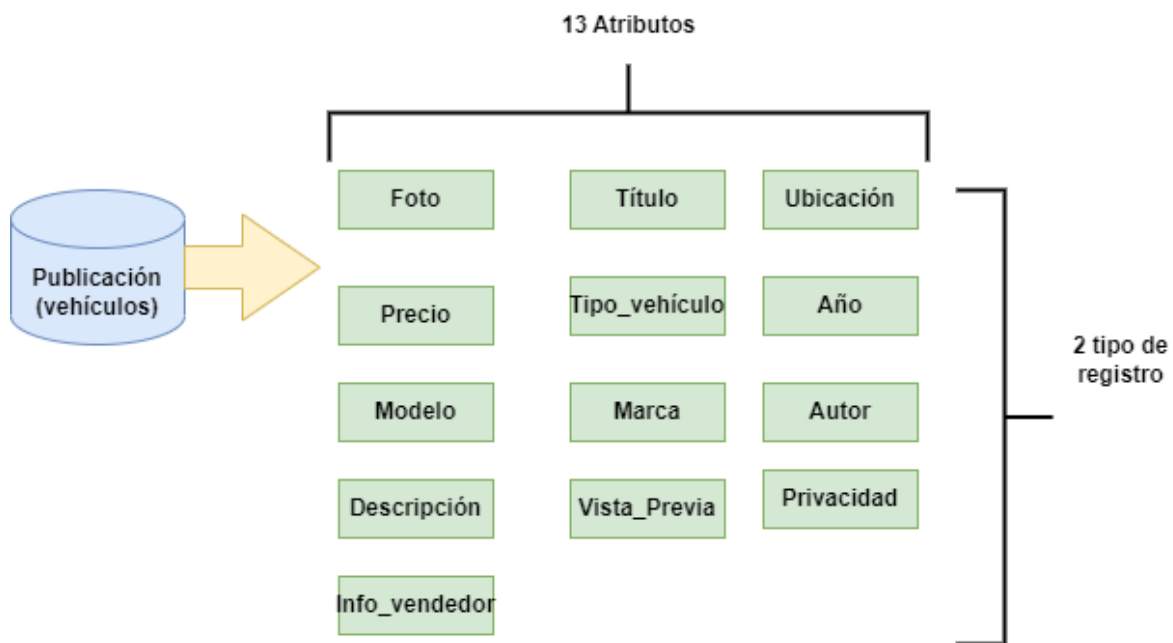 13 Atributos
Foto
Título
Ubicación
Publicación
(vehículos)
Precio
Tipo_vehículo
Año
2 tipo de
registro
Modelo
Marca
Autor
Descripción
Vista_Previa
Privacidad
Info_vendedor